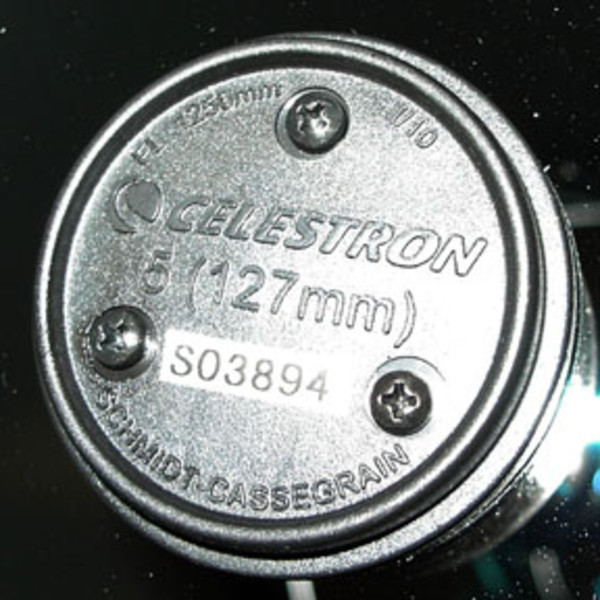 Fl 1250mm f/10
CELESTRON
5 (127mm)
S03894
SCHMIDT-CASSEGRAIN